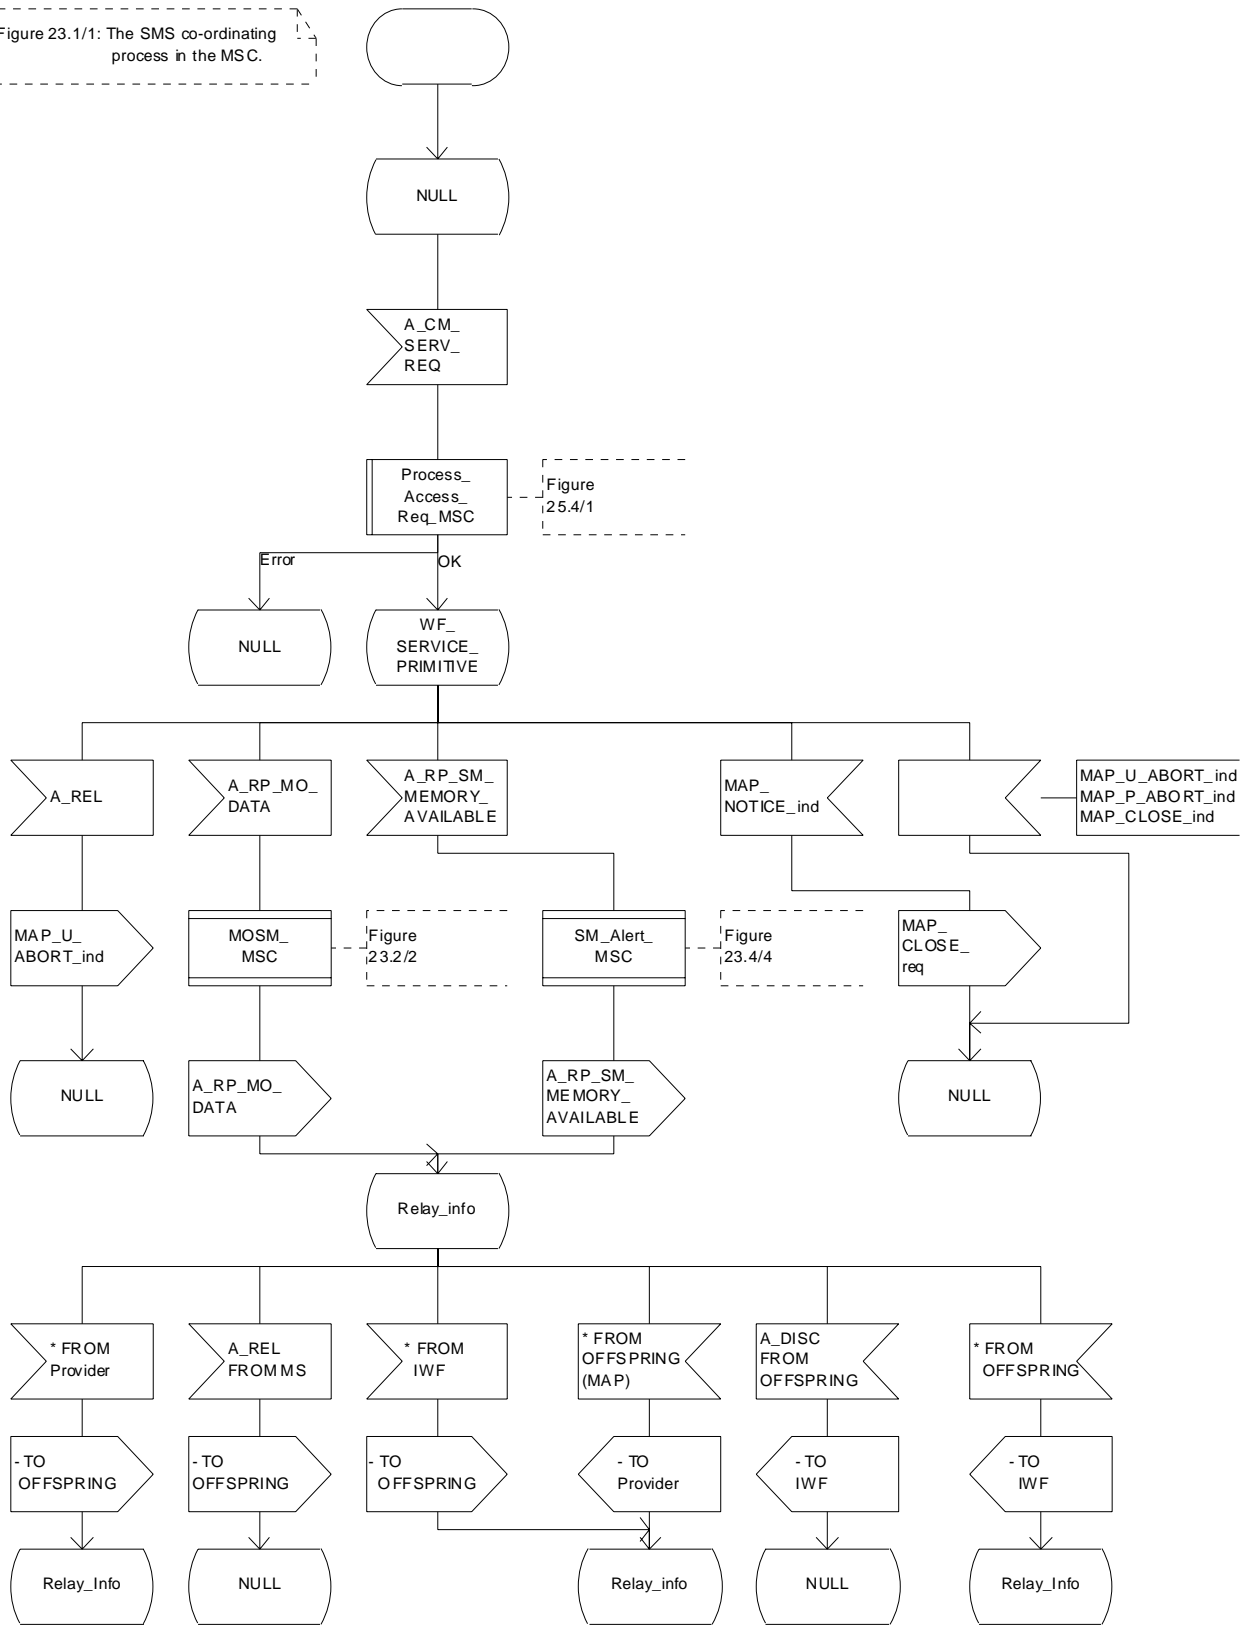 Figure 23.1/1: The SMS co-ordinating
process in the MSC.
NULL
A_CM_
SERV_
REQ
Process_
Access_
Req_MSC
Figure
25.4/1
Error
OK
NULL
WF_
SERVICE_
PRIMITIVE
A_REL
A_RP_MO_
DATA
A_RP_SM_
MEMORY_
AVAILABLE
MAP_
NOTICE_ind
MAP_U_ABORT_ind
MAP_P_ABORT_ind
MAP_CLOSE_ind
MAP_U_
ABORT_ind
MOSM_
MSC
Figure
23.2/2
SM_Alert_
MSC
Figure
23.4/4
MAP_
CLOSE_
req
NULL
A_RP_MO_
DATA
A_RP_SM_
MEMORY_
AVAILABLE
NULL
Relay_info
* FROM
Provider
A_REL
FROM MS
* FROM
IWF
* FROM
OFFSPRING
(MAP)
A_DISC
FROM
OFFSPRING
* FROM
OFFSPRING
- TO
OFFSPRING
- TO
OFFSPRING
- TO
OFFSPRING
- TO
Provider
- TO
IWF
- TO
IWF
Relay_Info
NULL
Relay_info
NULL
Relay_Info